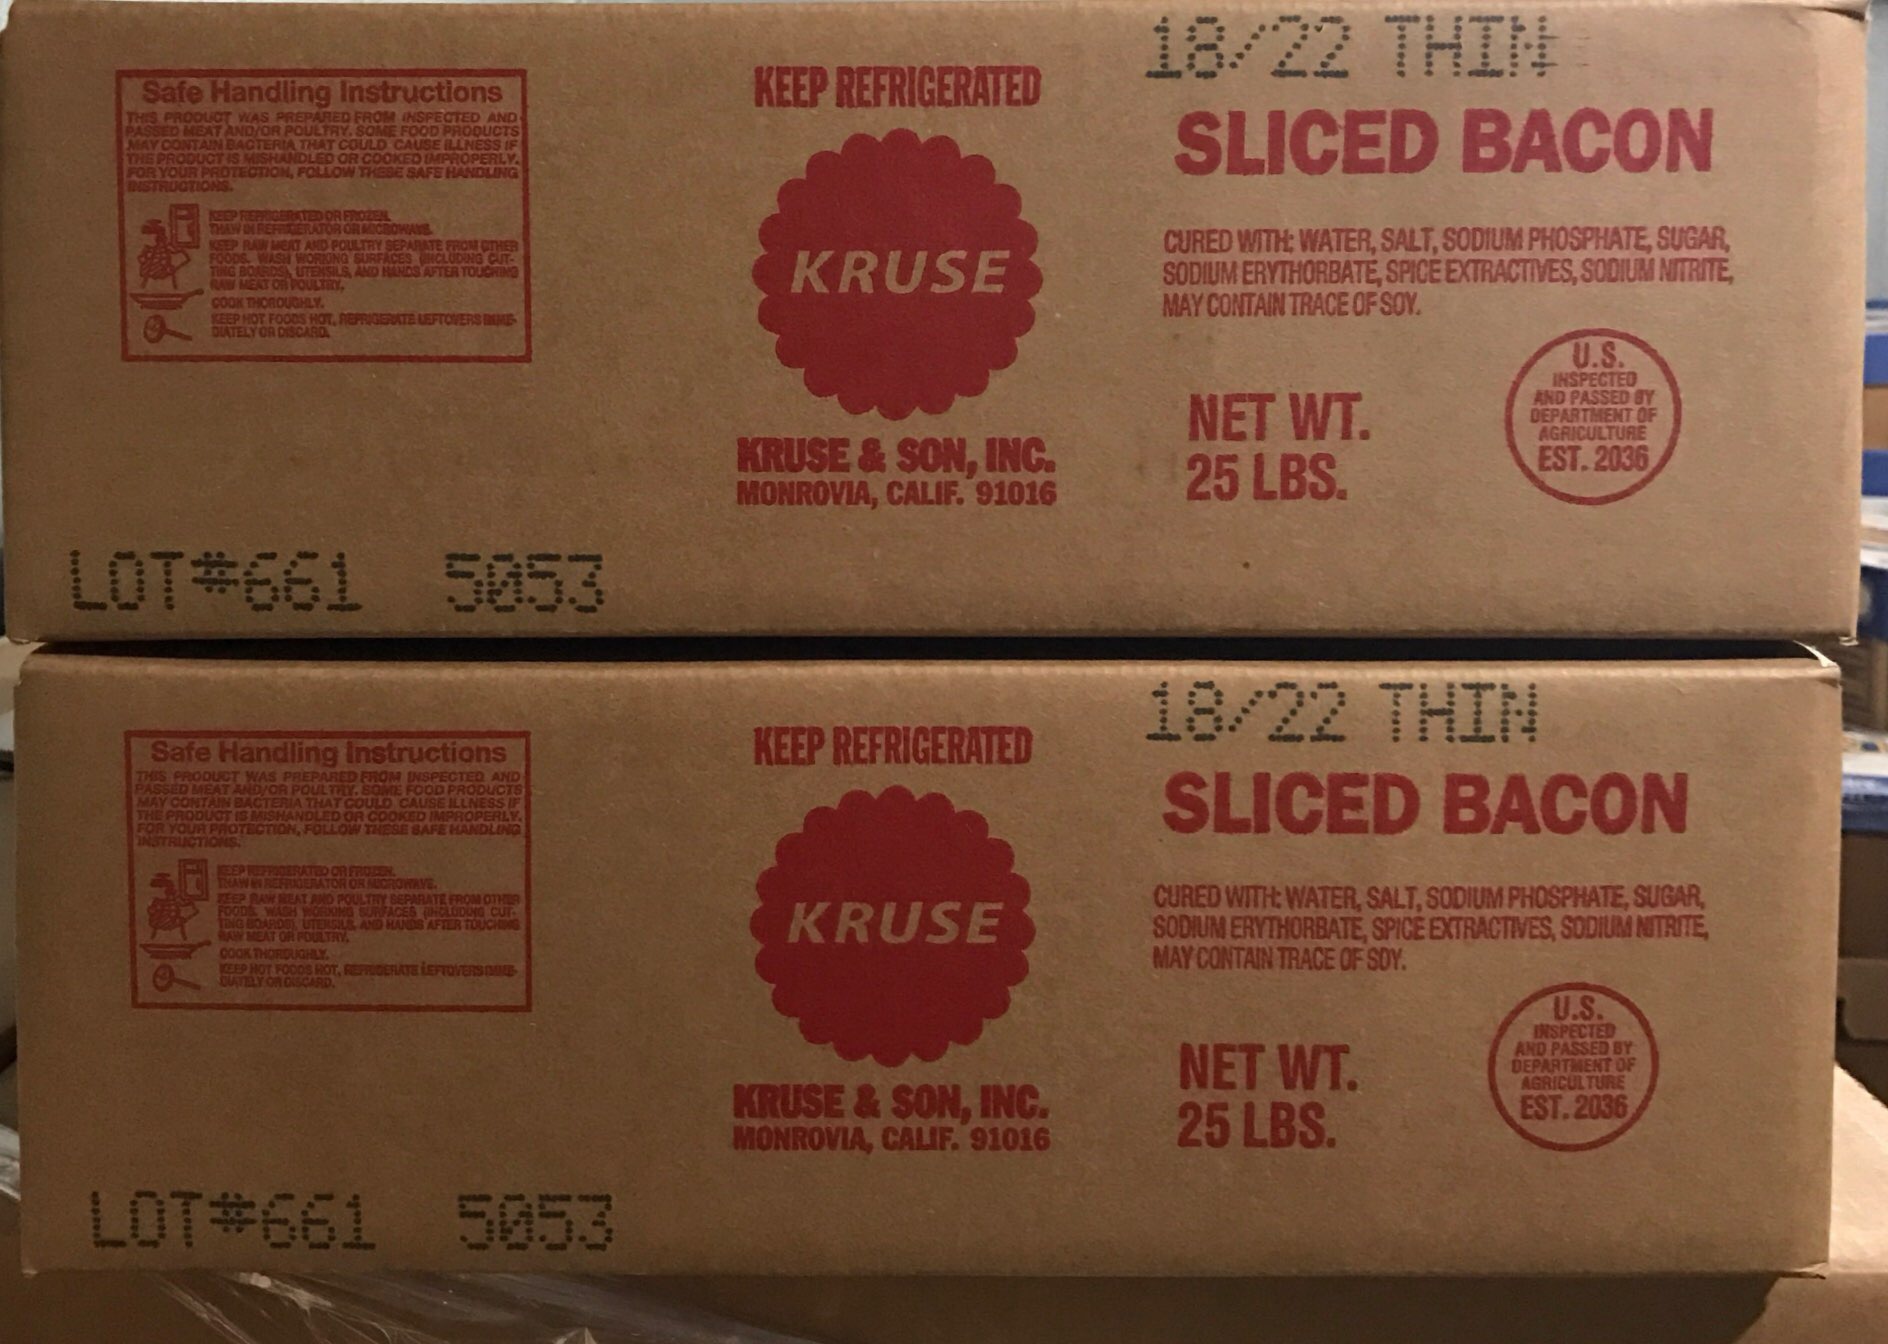 18/22 THIN
Safe Handling Instructions
THIS PRODUCT WAS PREPARED FROM INSPECTED AND
PASSED MEAT AND/OR POULTRY. SOME FOOD PRODUCTS
MAY CONTAIN BACTERIA THAT COULD CAUSE ILLNESS IF
THE PRODUCT IS MISHANDLED OR COOKED IMPROPERLY.
FOR YOUR PROTECTION, FOLLOW THESE SAFE HANDLING
INSTRUCTIONS.
KEEP REFRIGERATED OR FROZEN.
THAW IN REFRIGERATOR OR MICROWAVE.
KEEP RAW MEAT AND POULTRY SEPARATE FROM OTHER
FOODS. WASH WORKING SURFACES (INCLUDING CUT-
TING BOARDS), UTENSILS, AND HANDS AFTER TOUCHING
RAW MEAT OR POULTRY.
COOK THOROUGHLY.
KEEP HOT FOODS HOT, REFRIGERATE LEFTOVERS IMME-
DIATELY OR DISCARD.
KEEP REFRIGERATED
KRUSE
KRUSE & SON, INC.
MONROVIA, CALIF. 91016
SLICED BACON
CURED WITH: WATER, SALT, SODIUM PHOSPHATE, SUGAR,
SODIUM ERYTHORBATE, SPICE EXTRACTIVES, SODIUM NITRITE,
MAY CONTAIN TRACE OF SOY.
NET WT.
25 LBS.
U.S.
INSPECTED
AND PASSED BY
DEPARTMENT OF
AGRICULTURE
EST. 2036
LOT#661 5053
18/22 THIN
Safe Handling Instructions
THIS PRODUCT WAS PREPARED FROM INSPECTED AND
PASSED MEAT AND/OR POULTRY. SOME FOOD PRODUCTS
MAY CONTAIN BACTERIA THAT COULD CAUSE ILLNESS IF
THE PRODUCT IS MISHANDLED OR COOKED IMPROPERLY.
FOR YOUR PROTECTION, FOLLOW THESE SAFE HANDLING
INSTRUCTIONS.
KEEP REFRIGERATED OR FROZEN.
THAW IN REFRIGERATOR OR MICROWAVE.
KEEP RAW MEAT AND POULTRY SEPARATE FROM OTHER
FOODS. WASH WORKING SURFACES (INCLUDING CUT-
TING BOARDS), UTENSILS, AND HANDS AFTER TOUCHING
RAW MEAT OR POULTRY.
COOK THOROUGHLY.
KEEP HOT FOODS HOT, REFRIGERATE LEFTOVERS IMME-
DIATELY OR DISCARD.
KEEP REFRIGERATED
KRUSE
KRUSE & SON, INC.
MONROVIA, CALIF. 91016
SLICED BACON
CURED WITH: WATER, SALT, SODIUM PHOSPHATE, SUGAR,
SODIUM ERYTHORBATE, SPICE EXTRACTIVES, SODIUM NITRITE,
MAY CONTAIN TRACE OF SOY.
NET WT.
25 LBS.
U.S.
INSPECTED
AND PASSED BY
DEPARTMENT OF
AGRICULTURE
EST. 2036
LOT#661 5053